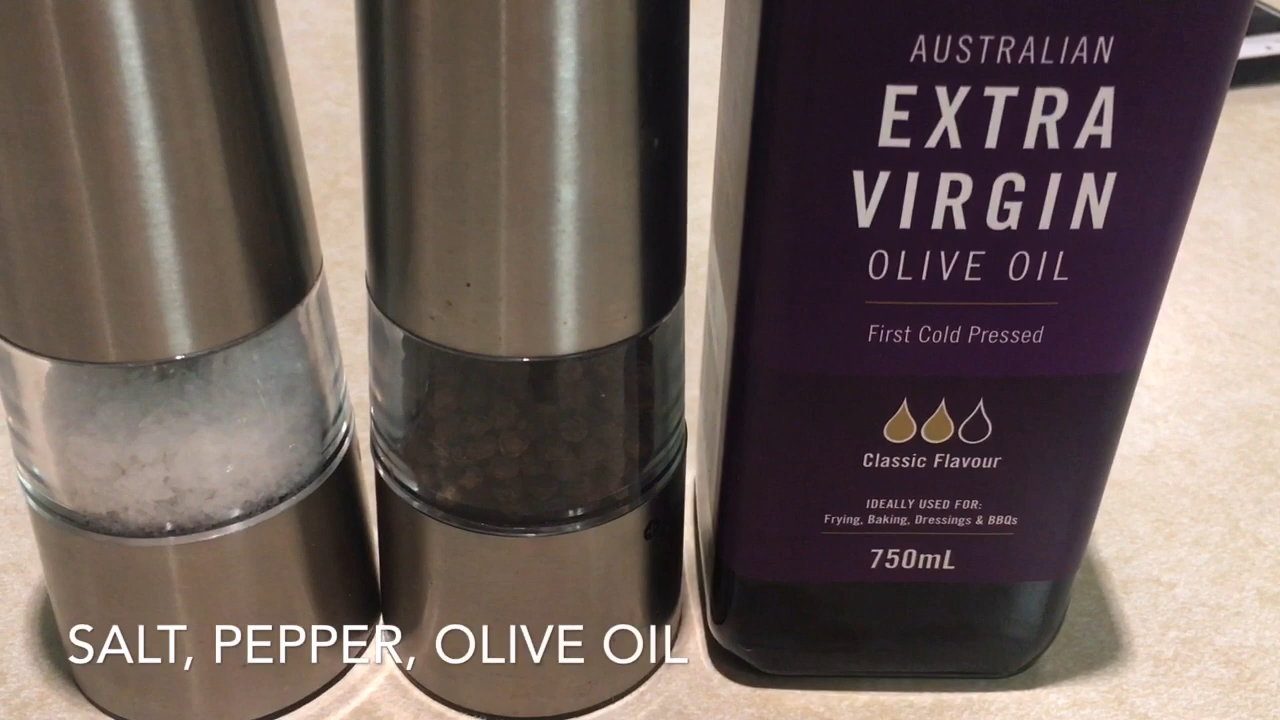 AUSTRALIAN
EXTRA
VIRGIN
OLIVE OIL
First Cold Pressed
Classic Flavour
IDEALLY USED FOR:
Frying, Baking, Dressings & BBQs
750mL
SALT, PEPPER, OLIVE OIL